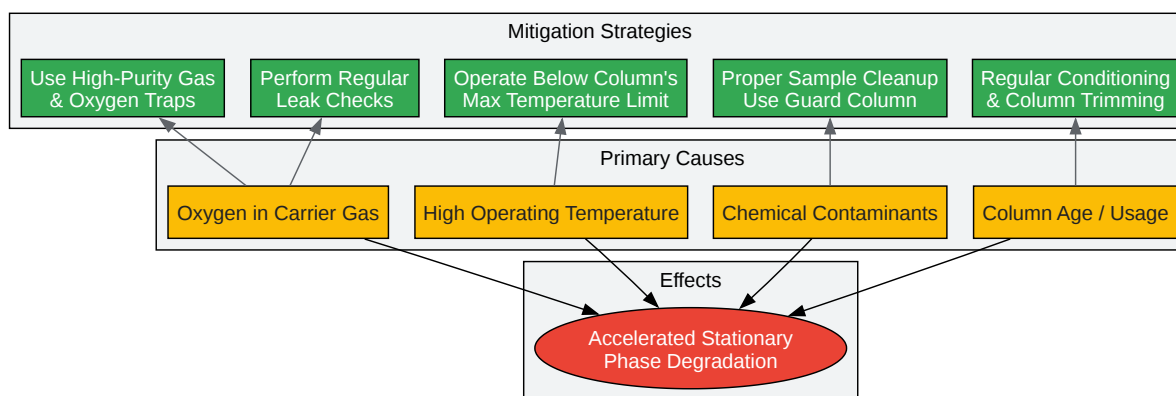 Mitigation Strategies
Use High-Purity Gas
& Oxygen Traps
Perform Regular
Leak Checks
Operate Below Column's
Max Temperature Limit
Proper Sample Cleanup
Use Guard Column
Regular Conditioning
& Column Trimming
Primary Causes
Oxygen in Carrier Gas
High Operating Temperature
Chemical Contaminants
Column Age / Usage
Effects
Accelerated Stationary
Phase Degradation